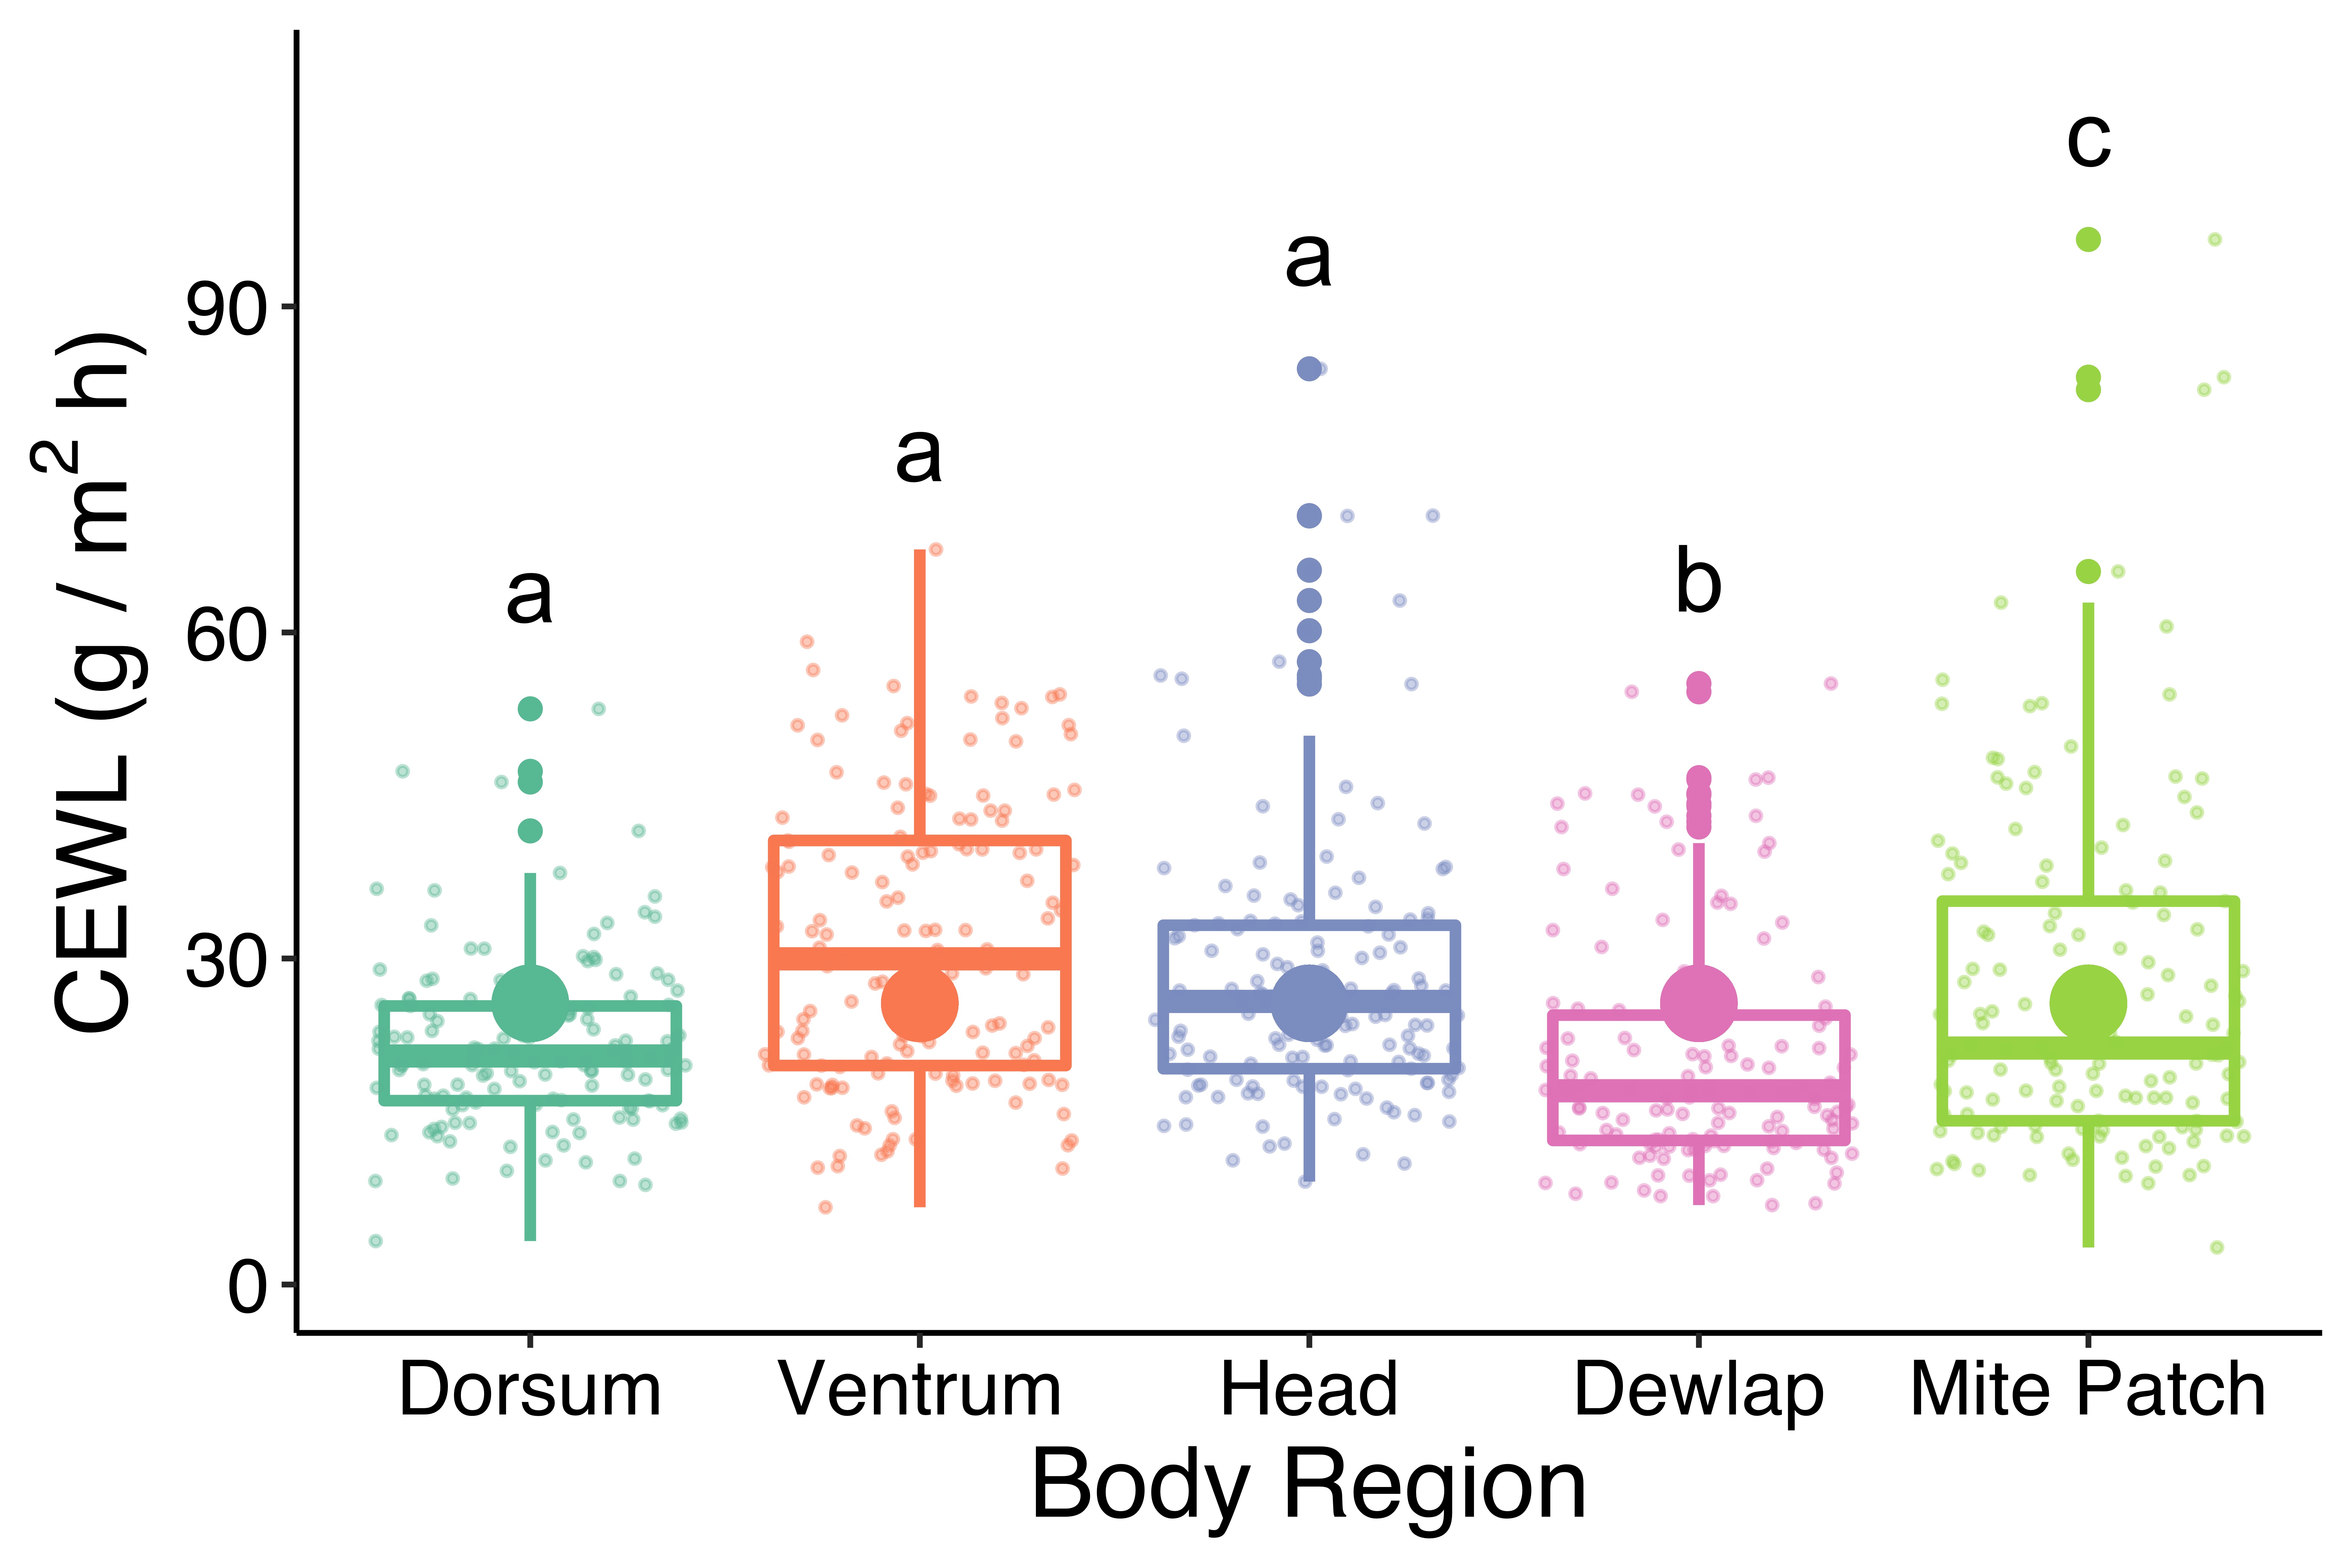 c
a
90
a
a
b
60
CEWL (g / m² h)
30
0
Dorsum Ventrum Head Dewlap Mite Patch
Body Region